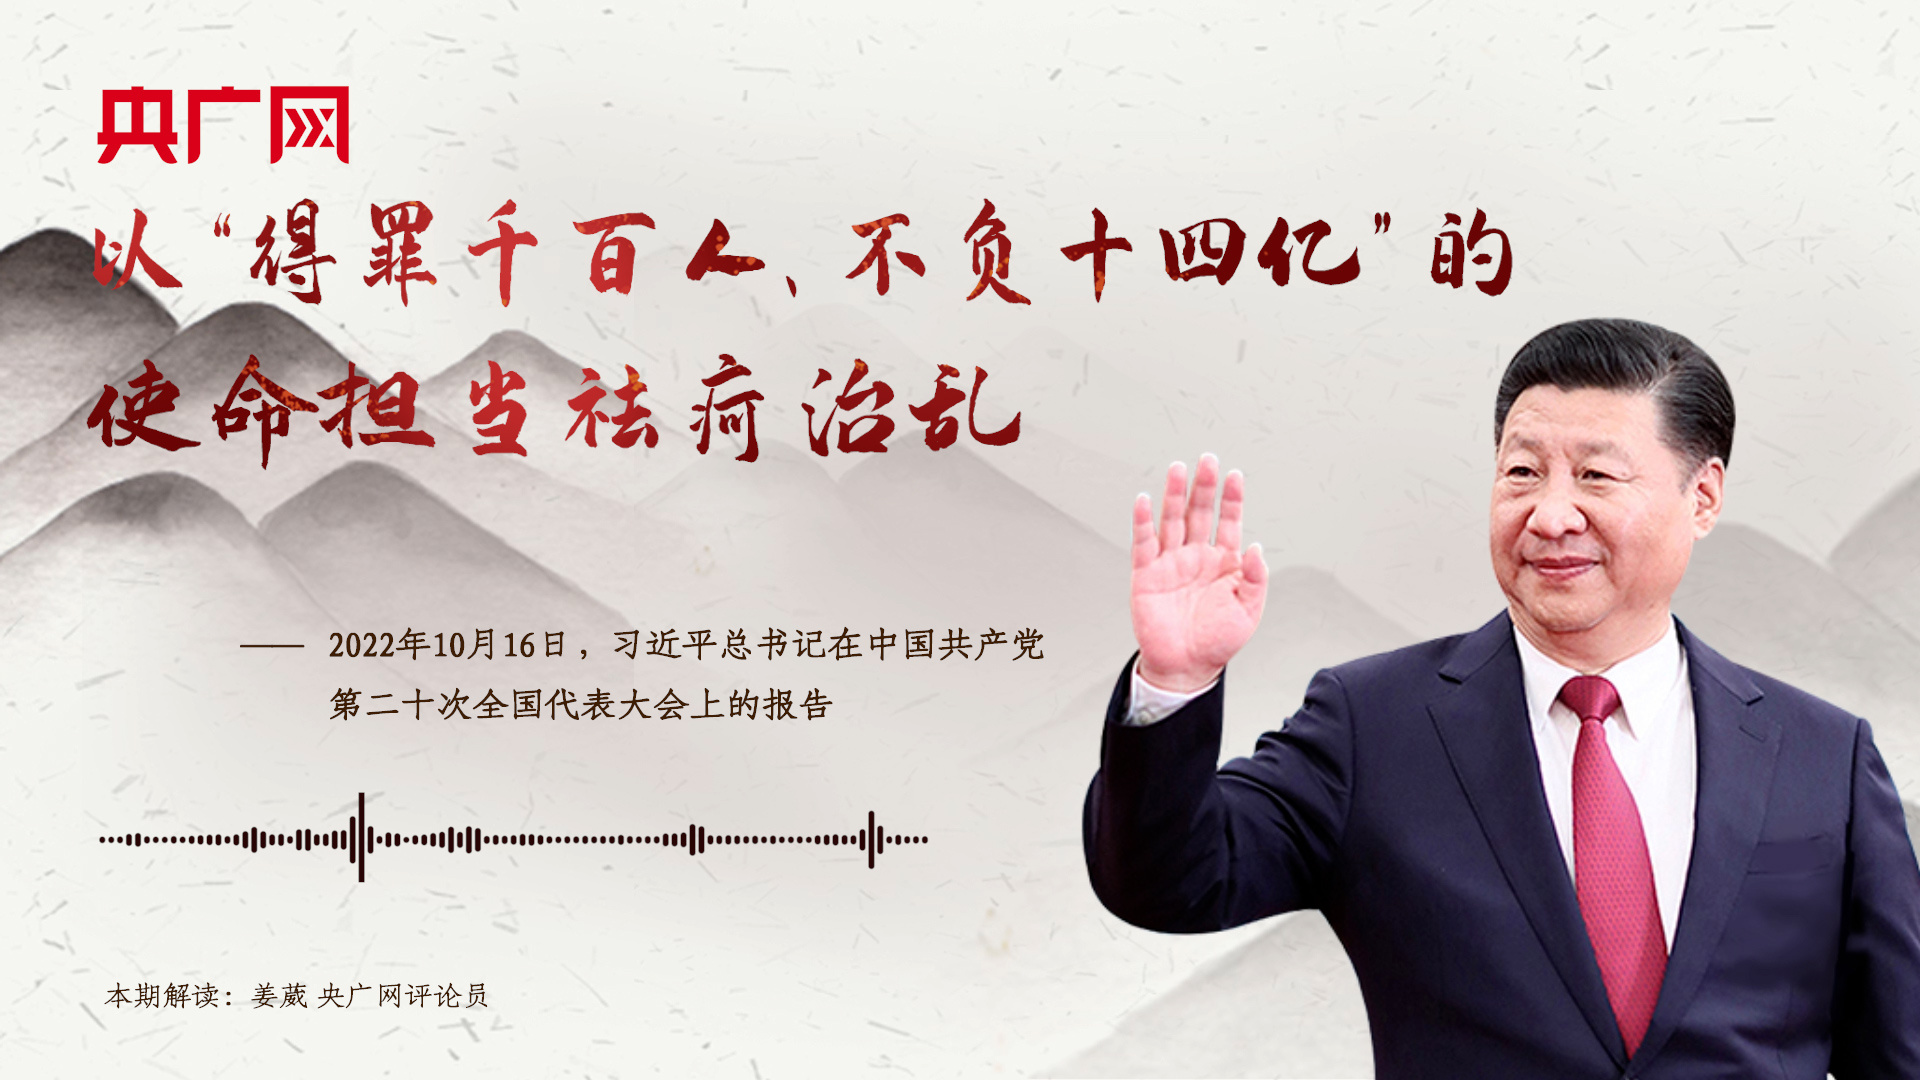 央广网
以“得罪千百人、不负十四亿”的
使命担当祛疴治乱
—— 2022年10月16日，习近平总书记在中国共产党
第二十次全国代表大会上的报告
本期解读：姜葳 央广网评论员